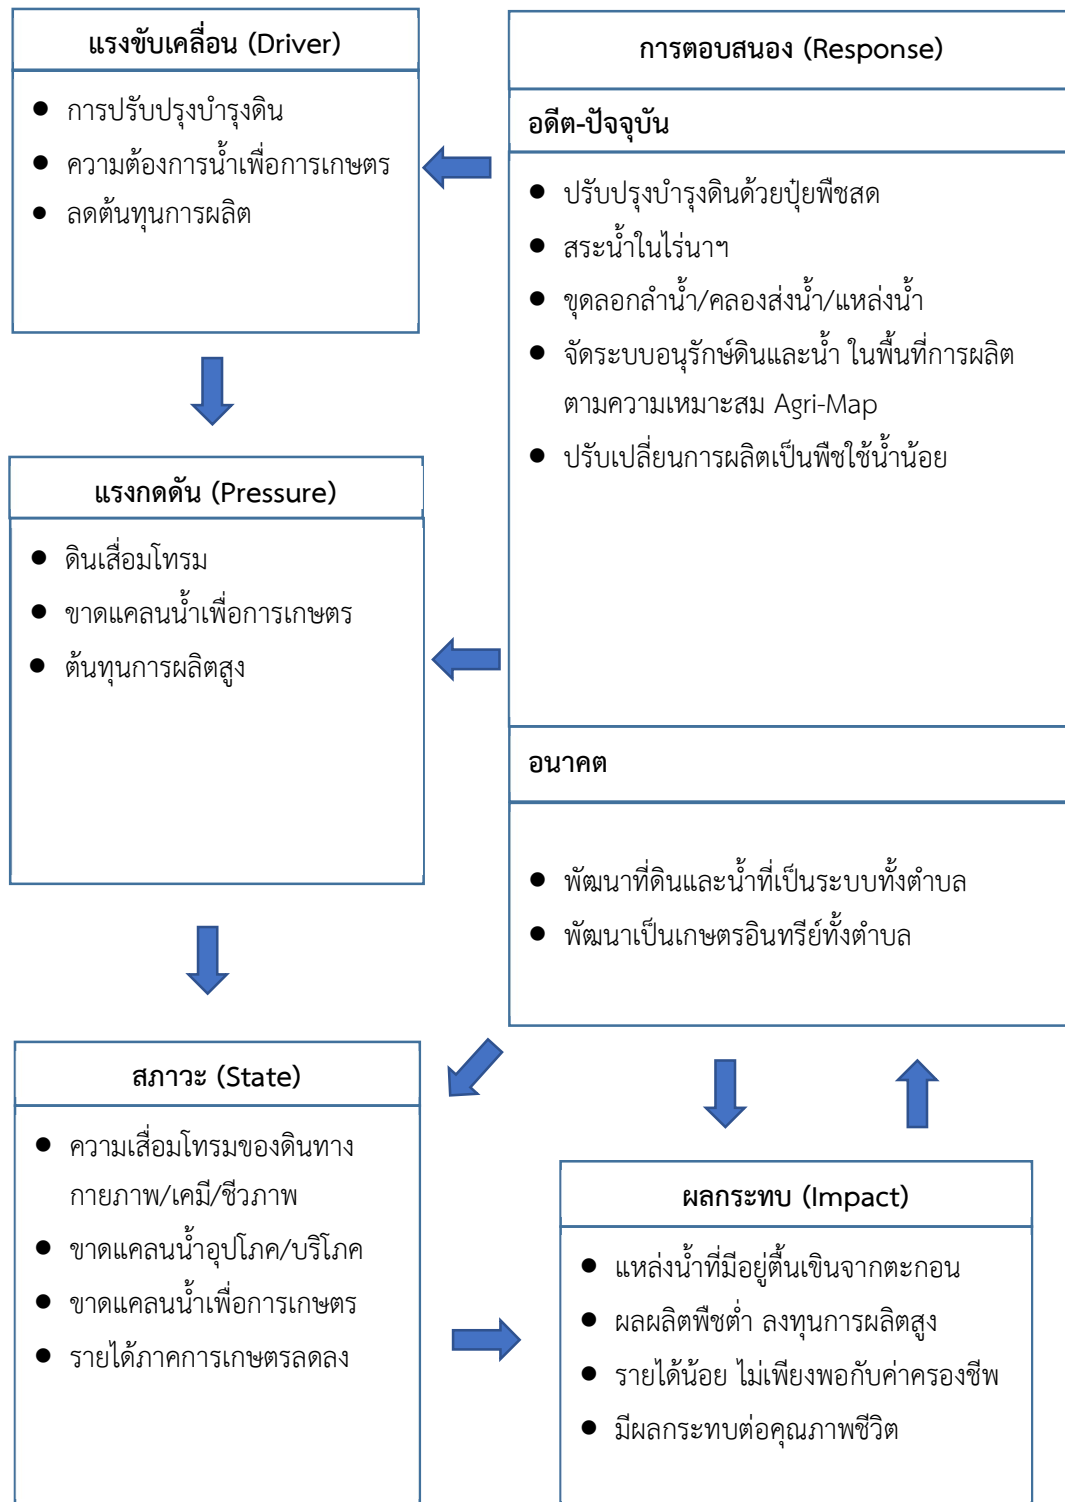 แรงขับเคลื่อน (Driver)
● การปรับปรุงบำรุงดิน
● ความต้องการน้ำเพื่อการเกษตร
● ลดต้นทุนการผลิต
การตอบสนอง (Response)
อดีต-ปัจจุบัน
● ปรับปรุงบำรุงดินด้วยปุ๋ยพืชสด
● สระน้ำในไร่นาฯ
● ขุดลอกลำน้ำ/คลองส่งน้ำ/แหล่งน้ำ
● จัดระบบอนุรักษ์ดินและน้ำ ในพื้นที่การผลิต
ตามความเหมาะสม Agri-Map
● ปรับเปลี่ยนการผลิตเป็นพืชใช้น้ำน้อย
อนาคต
● พัฒนาที่ดินและน้ำที่เป็นระบบทั้งตำบล
● พัฒนาเป็นเกษตรอินทรีย์ทั้งตำบล
แรงกดดัน (Pressure)
● ดินเสื่อมโทรม
● ขาดแคลนน้ำเพื่อการเกษตร
● ต้นทุนการผลิตสูง
สภาวะ (State)
● ความเสื่อมโทรมของดินทาง
กายภาพ/เคมี/ชีวภาพ
● ขาดแคลนน้ำอุปโภค/บริโภค
● ขาดแคลนน้ำเพื่อการเกษตร
● รายได้ภาคการเกษตรลดลง
ผลกระทบ (Impact)
● แหล่งน้ำที่มีอยู่ตื้นเขินจากตะกอน
● ผลผลิตพืชต่ำ ลงทุนการผลิตสูง
● รายได้น้อย ไม่เพียงพอกับค่าครองชีพ
● มีผลกระทบต่อคุณภาพชีวิต